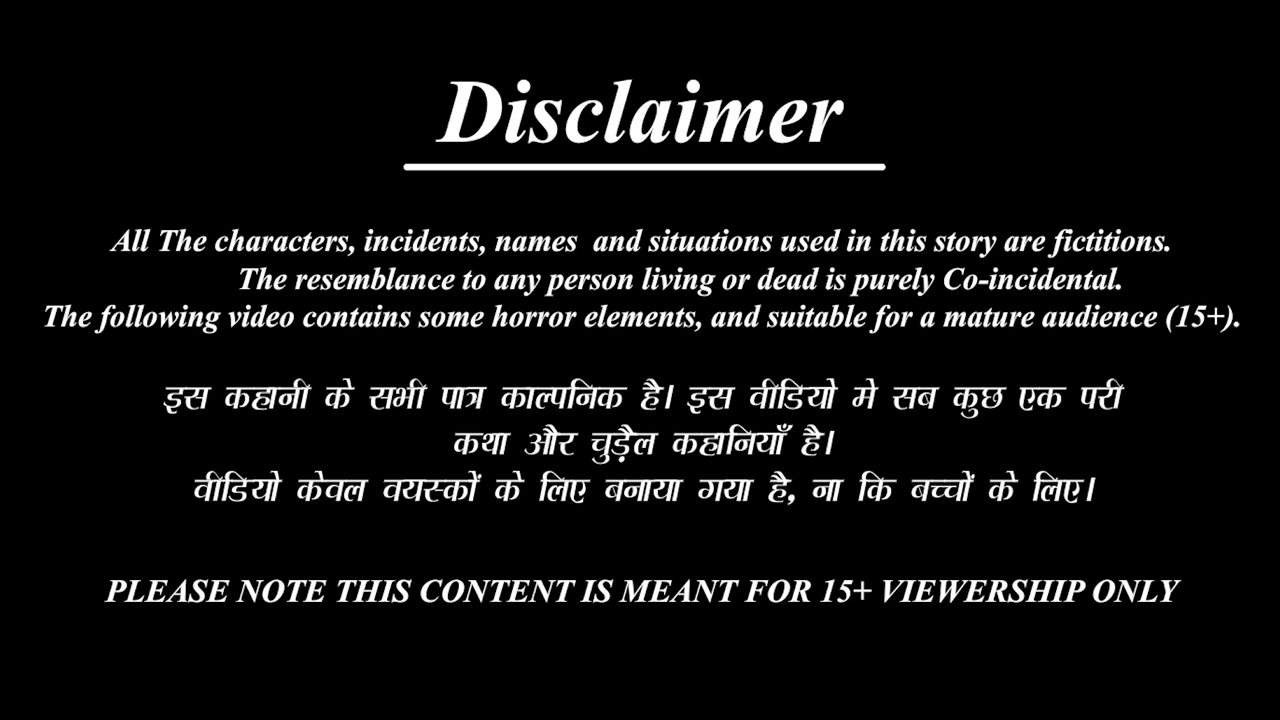 Disclaimer
All The characters, incidents, names and situations used in this story are fictitions.
The resemblance to any person living or dead is purely Co-incidental.
The following video contains some horror elements, and suitable for a mature audience (15+).
इस कहानी के सभी पात्र काल्पनिक है। इस वीडियो मे सब कुछ एक परी
कथा और चुड़ैल कहानियाँ है।
वीडियो केवल वयस्कों के लिए बनाया गया है, ना कि बच्चों के लिए।
PLEASE NOTE THIS CONTENT IS MEANT FOR 15+ VIEWERSHIP ONLY